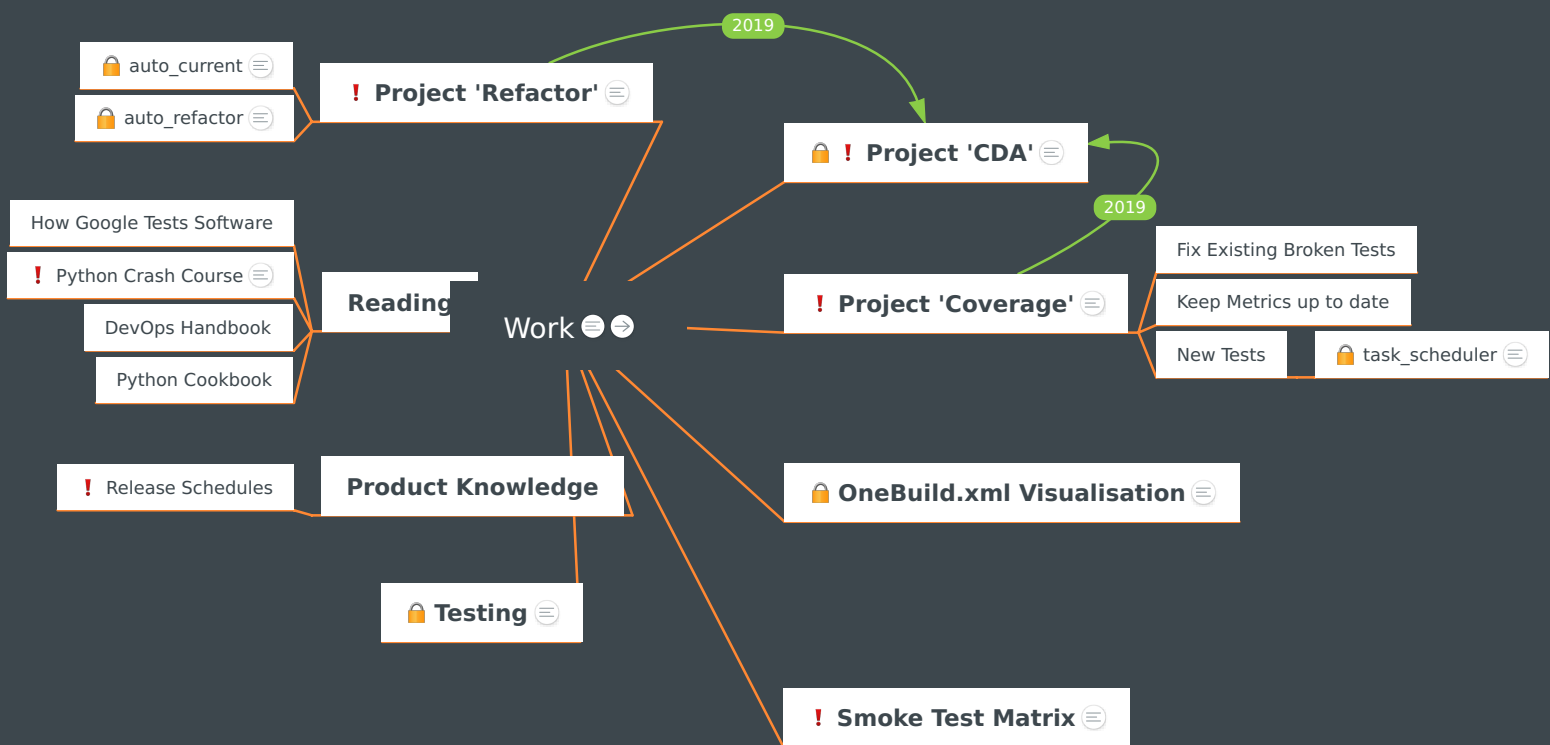 2019
auto_current
auto_refactor
Project 'Refactor'
Project 'CDA'
2019
How Google Tests Software
Python Crash Course
DevOps Handbook
Python Cookbook
Reading
Work
Project 'Coverage'
Fix Existing Broken Tests
Keep Metrics up to date
New Tests
task_scheduler
Release Schedules
Product Knowledge
OneBuild.xml Visualisation
Testing
Smoke Test Matrix